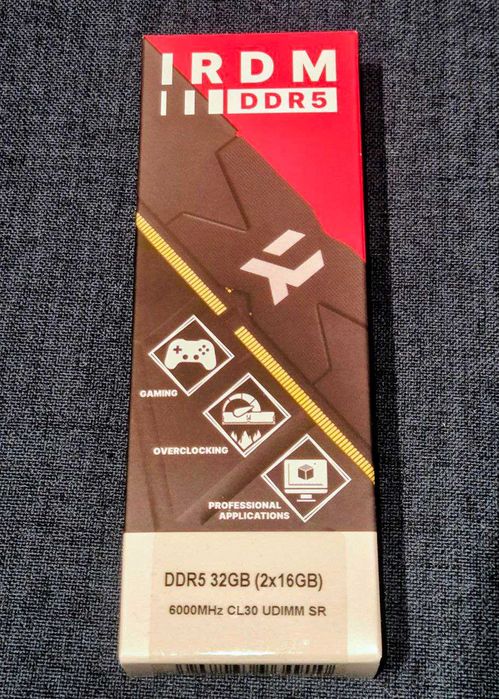 IRDM
DDR5
GAMING
OVERCLOCKING
PROFESSIONAL
APPLICATIONS
DDR5 32GB (2x16GB)
6000MHz CL30 UDIMM SR